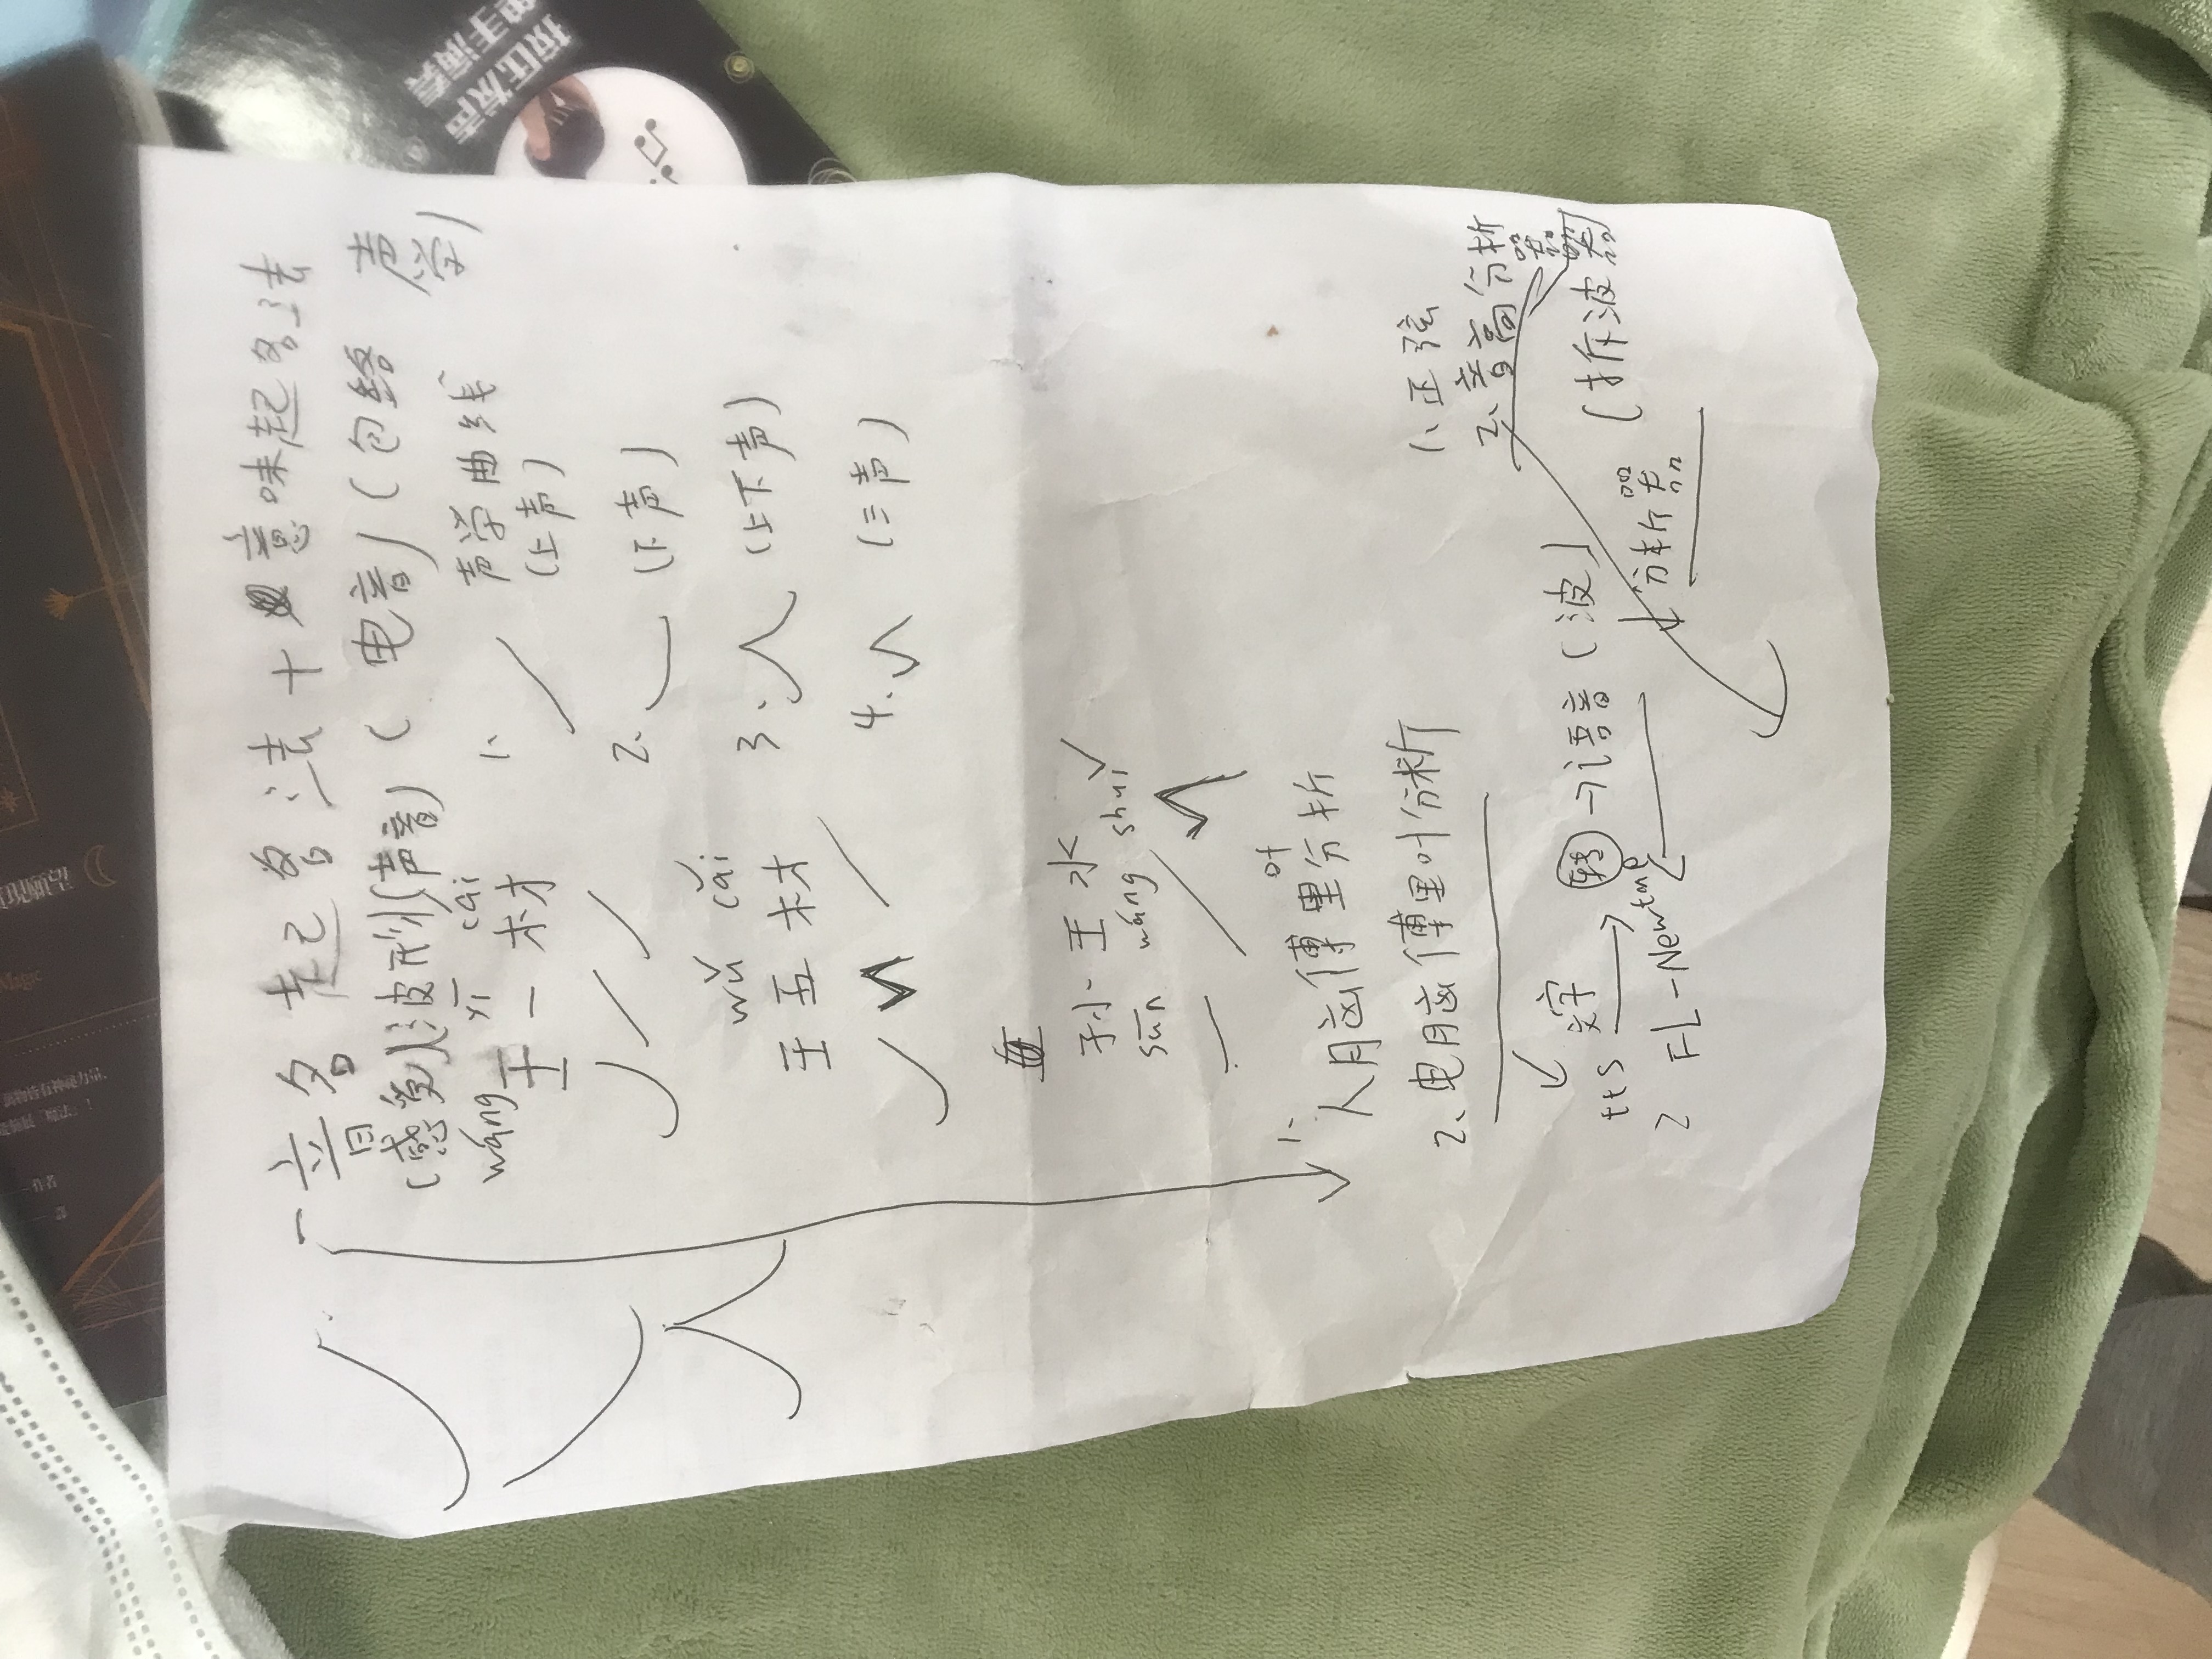 音名起名法+意味起名法
(感受)(波形)(声音)(电音)(包络声学)
wáng yī cai
王一材
1. 声学曲线
(上声)
2. (下声)
wǔ cǎi
王五材
3. (上下声)
4. (三声)
孙王水
sūn wáng shuǐ
1.
人脑傅里叶分析
2. 电脑傅里叶分析
1. 正弦
2. 音高分析器
(拆波器)
tts 文字 转→语音(波)
分析器
2 FL-Newtone
Magic